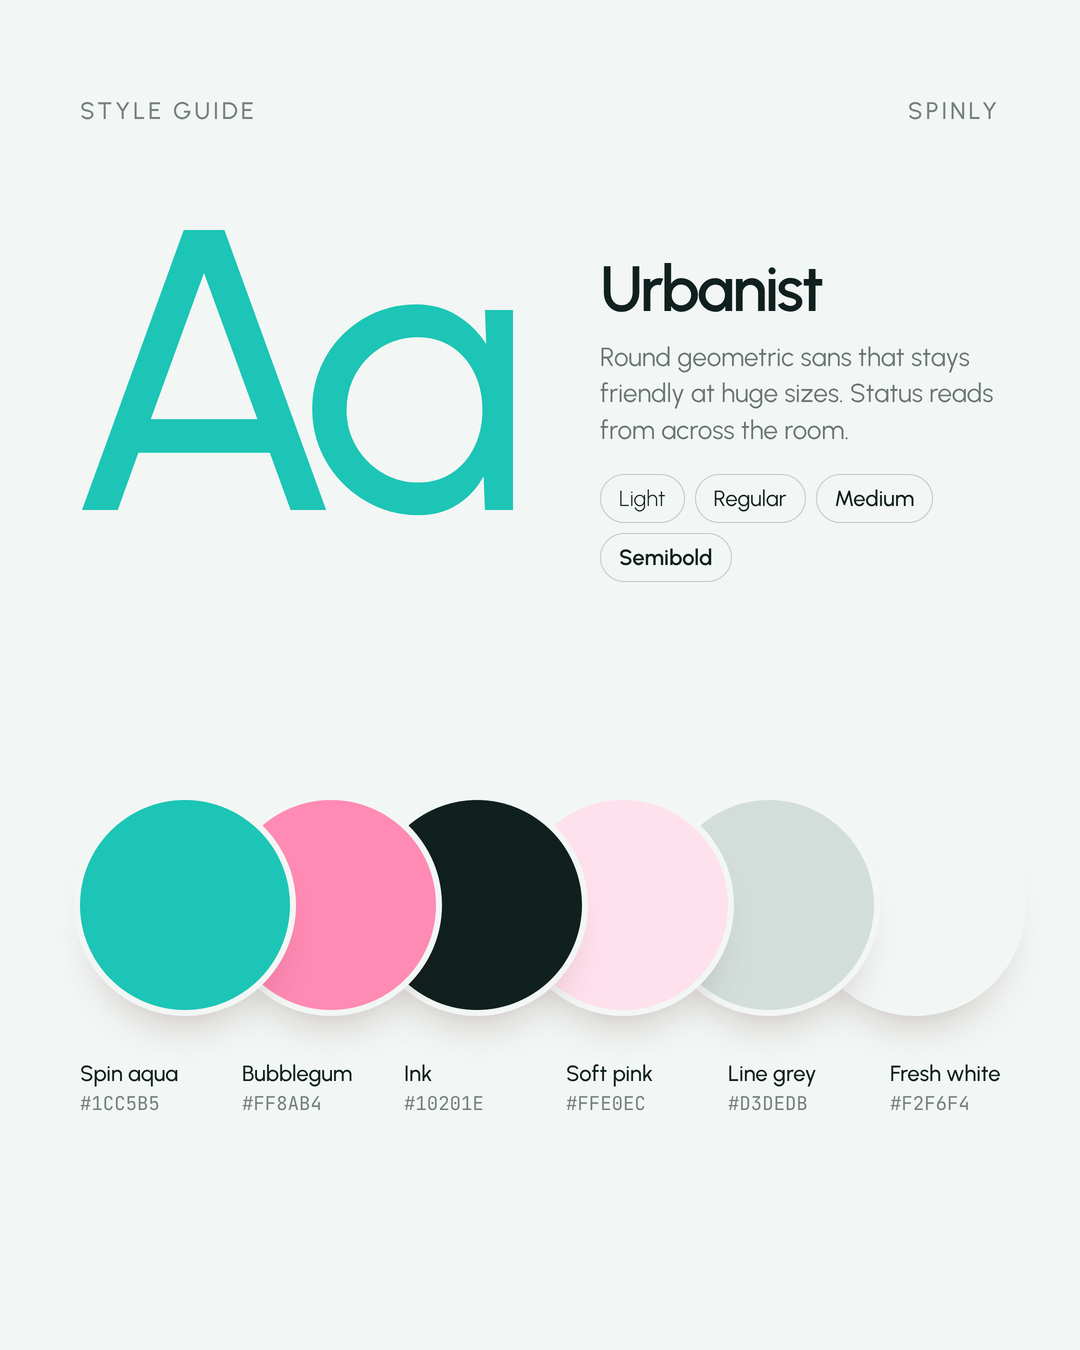 STYLE GUIDE
SPINLY
Aa
Urbanist
Round geometric sans that stays
friendly at huge sizes. Status reads
from across the room.
Light
Regular
Medium
Semibold
Spin aqua
#1CC5B5
Bubblegum
#FF8AB4
Ink
#10201E
Soft pink
#FFE0EC
Line grey
#D3DEDB
Fresh white
#F2F6F4